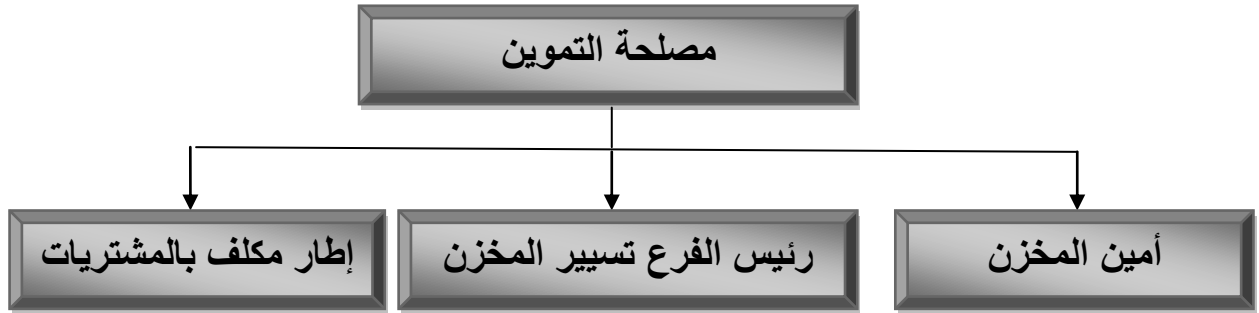 مصلحة التموين
أمين المخزن
رئيس الفرع تسيير المخزن
إطار مكلف بالمشتريات